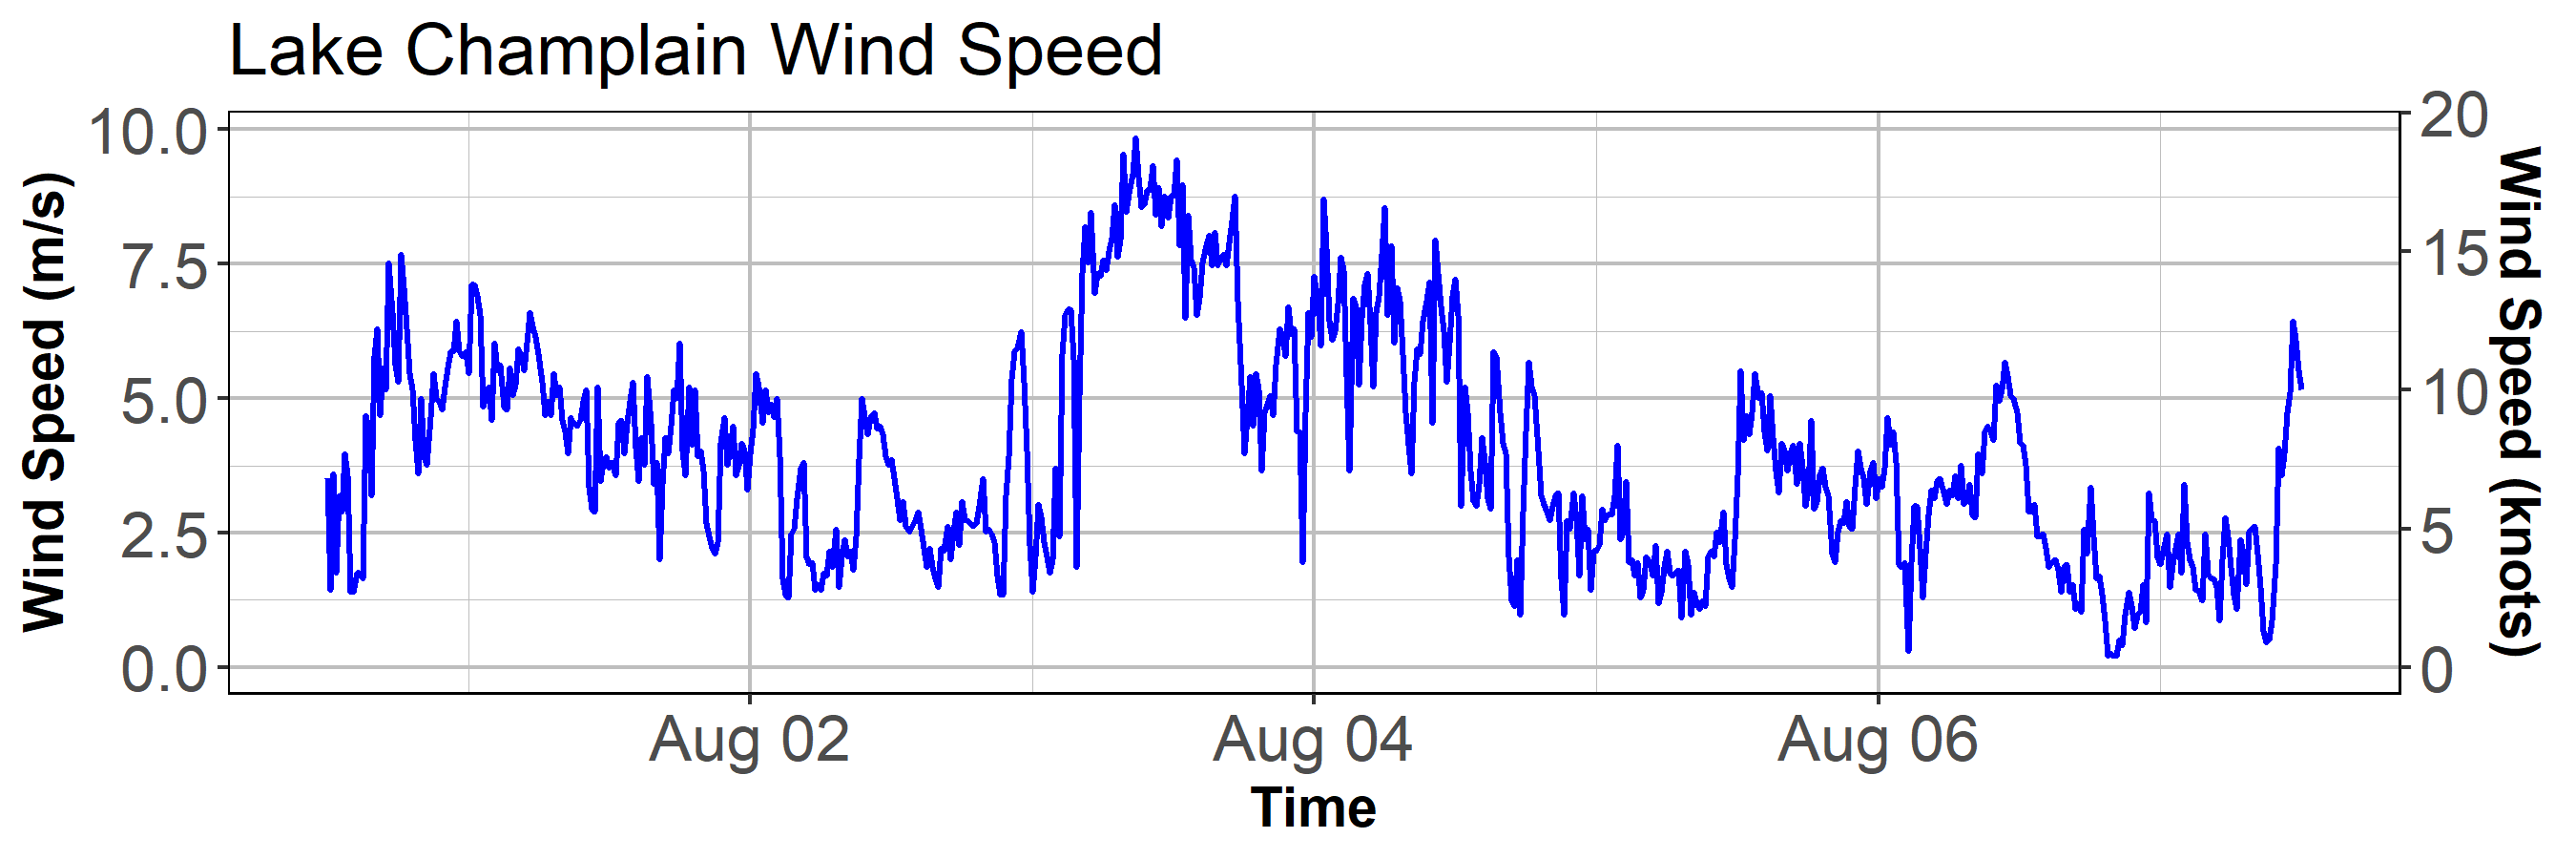 Lake Champlain Wind Speed
Wind Speed (m/s)
10.0
7.5
5.0
2.5
0.0
20
15
10
5
0
Wind Speed (knots)
Aug 02
Aug 04
Aug 06
Time